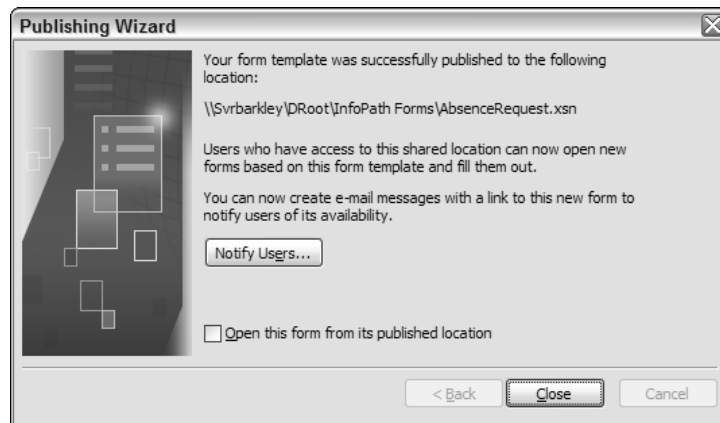 Publishing Wizard
Your form template was successfully published to the following
location:
\\Svrbarkley\DRoot\InfoPath Forms\AbsenceRequest.xsn
Users who have access to this shared location can now open new
forms based on this form template and fill them out.
You can now create e-mail messages with a link to this new form to
notify users of its availability.
Notify Users...
Open this form from its published location
< Back Close Cancel